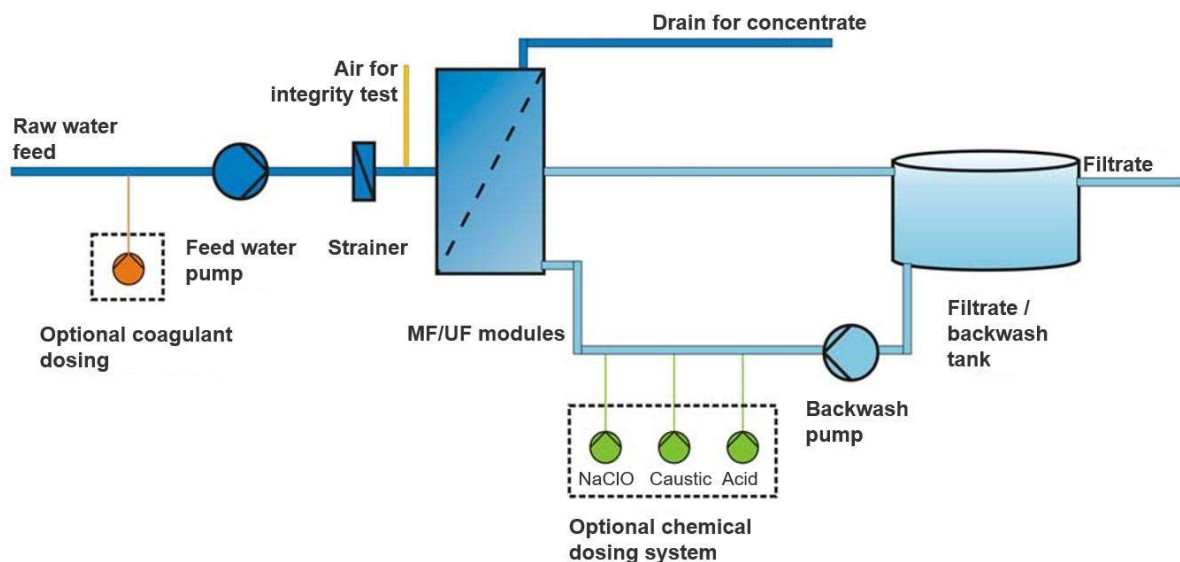 Drain for concentrate
Air for
integrity test
Raw water
feed
Filtrate
Feed water
pump
Strainer
Optional coagulant
dosing
MF/UF modules
Filtrate /
backwash
tank
Backwash
pump
NaClO
Caustic
Acid
Optional chemical
dosing system